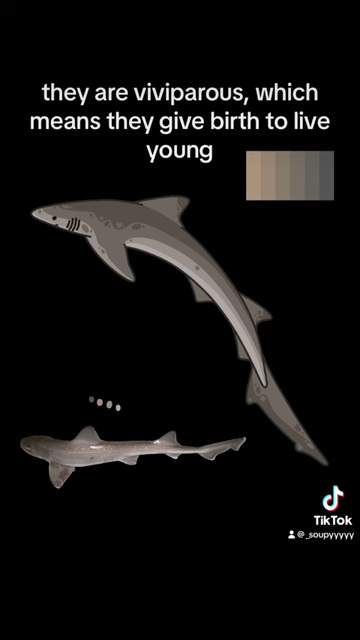 they are viviparous, which
means they give birth to live
young
TikTok
@_soupyyyyy